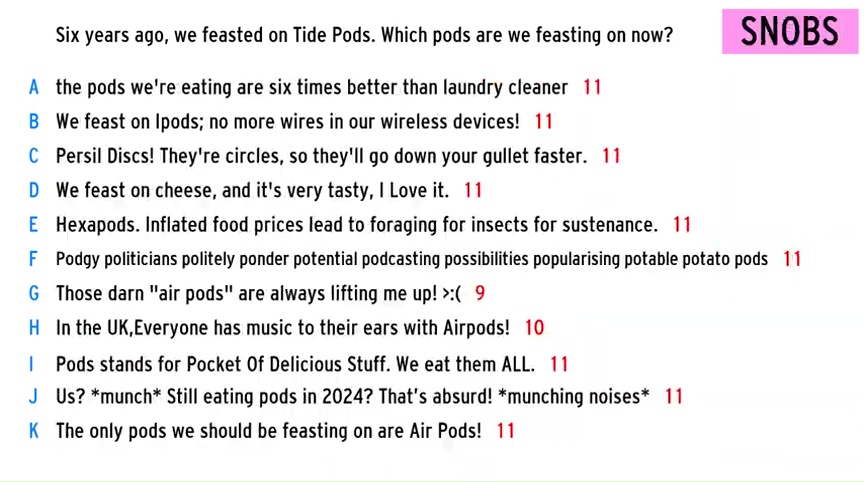 Six years ago, we feasted on Tide Pods. Which pods are we feasting on now?
SNOBS
A the pods we're eating are six times better than laundry cleaner 11
B We feast on Ipods; no more wires in our wireless devices! 11
C Persil Discs! They're circles, so they'll go down your gullet faster. 11
D We feast on cheese, and it's very tasty, I Love it. 11
E Hexapods. Inflated food prices lead to foraging for insects for sustenance. 11
F Podgy politicians politely ponder potential podcasting possibilities popularising potable potato pods 11
G Those darn "air pods" are always lifting me up! >:( 9
H In the UK,Everyone has music to their ears with Airpods! 10
I Pods stands for Pocket Of Delicious Stuff. We eat them ALL. 11
J Us? *munch* Still eating pods in 2024? That's absurd! *munching noises* 11
K The only pods we should be feasting on are Air Pods! 11